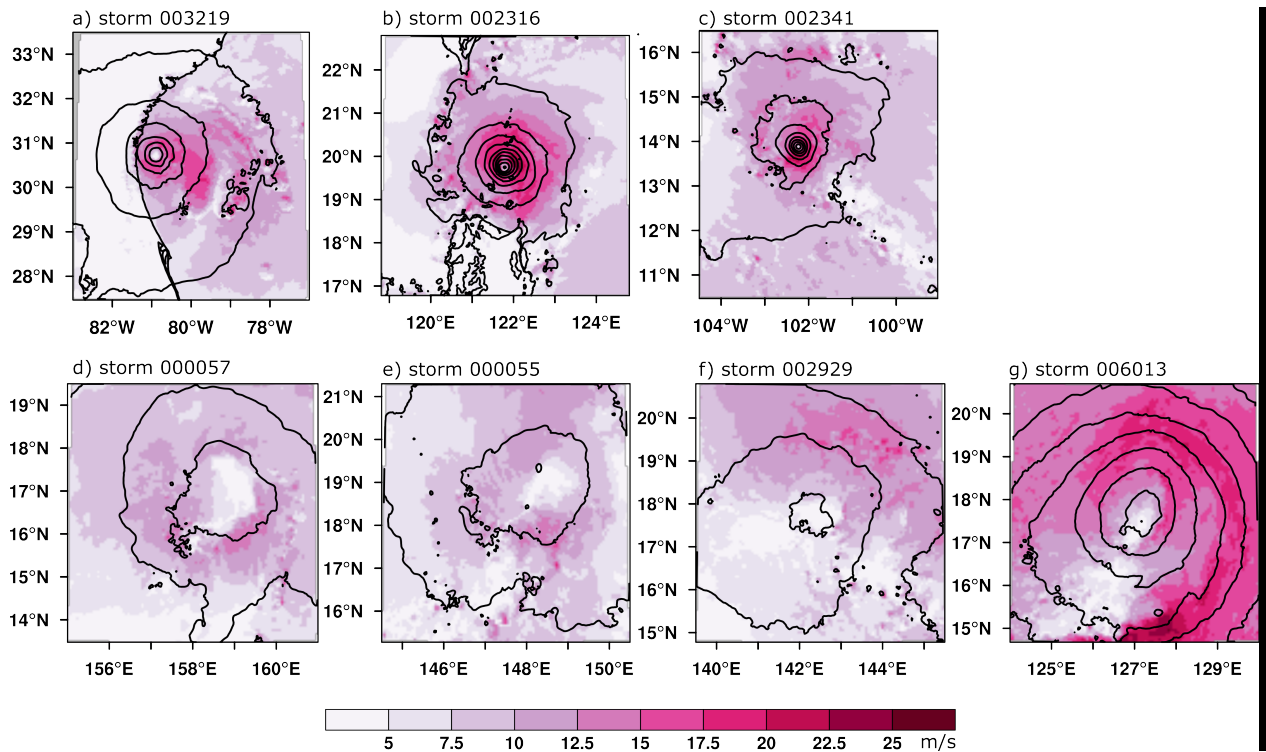 a) storm 003219
b) storm 002316
c) storm 002341
33°N
32°N
31°N
30°N
29°N
28°N
82°W 80°W 78°W
22°N
21°N
20°N
19°N
18°N
17°N
120°E 122°E 124°E
16°N
15°N
14°N
13°N
12°N
11°N
104°W 102°W 100°W
d) storm 000057
e) storm 000055
f) storm 002929
g) storm 006013
19°N
18°N
17°N
16°N
15°N
14°N
156°E 158°E 160°E
21°N
20°N
19°N
18°N
17°N
16°N
146°E 148°E 150°E
20°N
19°N
18°N
17°N
16°N
15°N
140°E 142°E 144°E
20°N
19°N
18°N
17°N
16°N
15°N
125°E 127°E 129°E
5 7.5 10 12.5 15 17.5 20 22.5 25 m/s